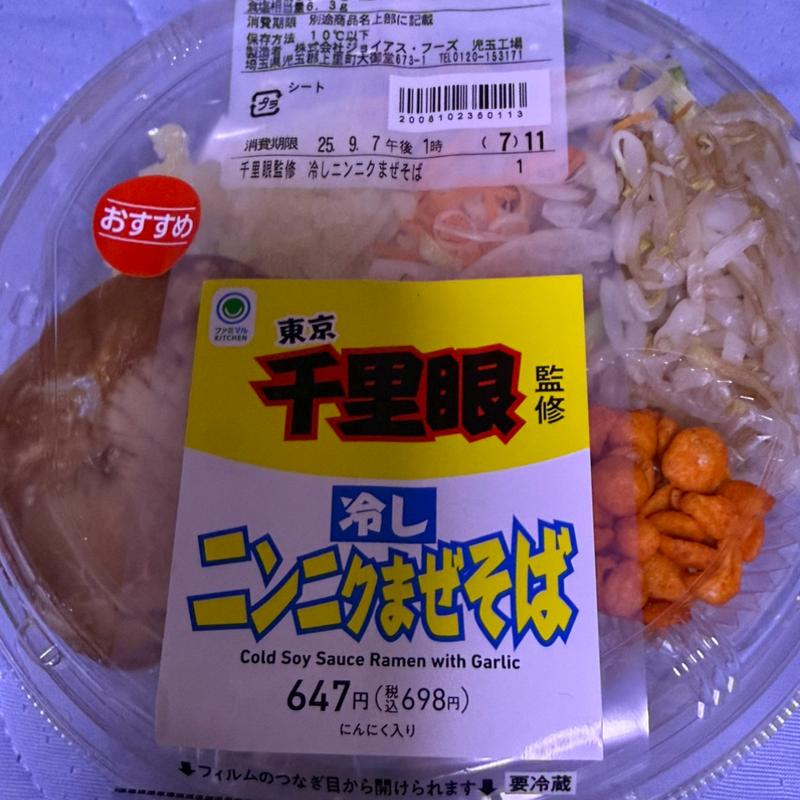 食塩相当量6.3g
消費期限 別途商品名上部に記載
保存方法 10℃以下
製造者 株式会社ジョイアス・フーズ 児玉工場
埼玉県児玉郡上里町大御堂673-1 TEL0120-153171
プラ
シート
2008102360113
消費期限 25.9.7午後1時 (7)11
千里眼監修 冷しニンニクまぜそば 1
おすすめ
ファミマル
KITCHEN
東京
千里眼
監修
冷し
ニンニクまぜそば
Cold Soy Sauce Ramen with Garlic
647円(税込698円)
にんにく入り
フィルムのつなぎ目から開けられます 要冷蔵